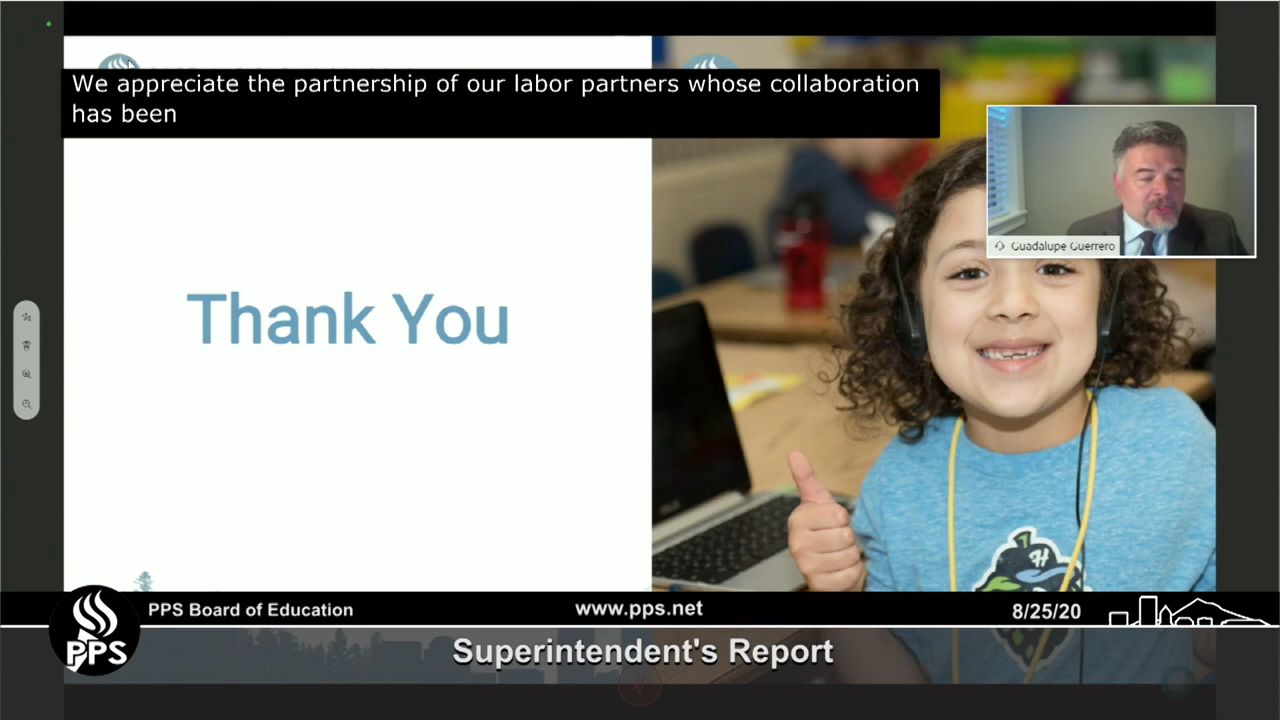 We appreciate the partnership of our labor partners whose collaboration
has been
Guadalupe Guerrero
Thank You
H
PPS Board of Education
www.pps.net
8/25/20
PPS
Superintendent's Report